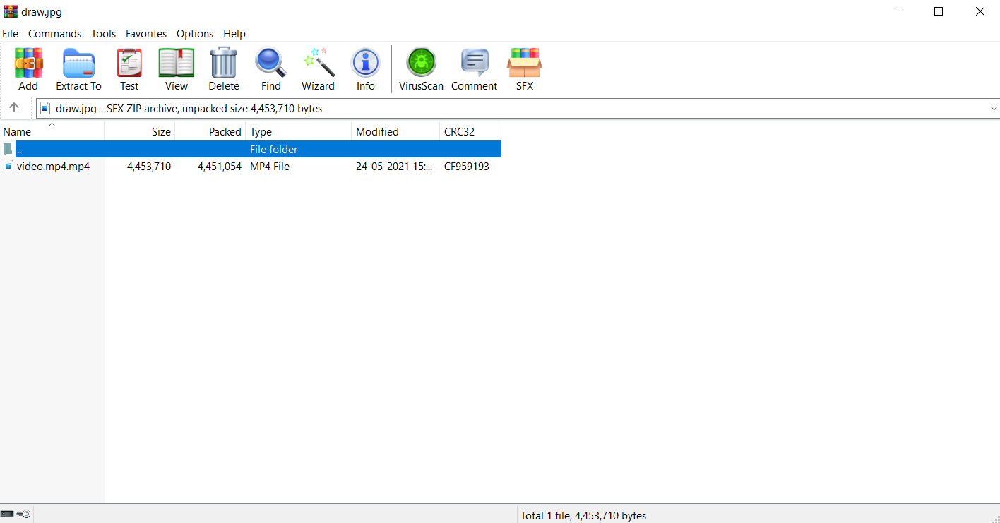 draw.jpg
File Commands Tools Favorites Options Help
Add Extract To Test View Delete Find Wizard Info VirusScan Comment SFX
draw.jpg - SFX ZIP archive, unpacked size 4,453,710 bytes
Name Size Packed Type Modified CRC32
.. File folder
video.mp4.mp4 4,453,710 4,451,054 MP4 File 24-05-2021 15:... CF959193
Total 1 file, 4,453,710 bytes